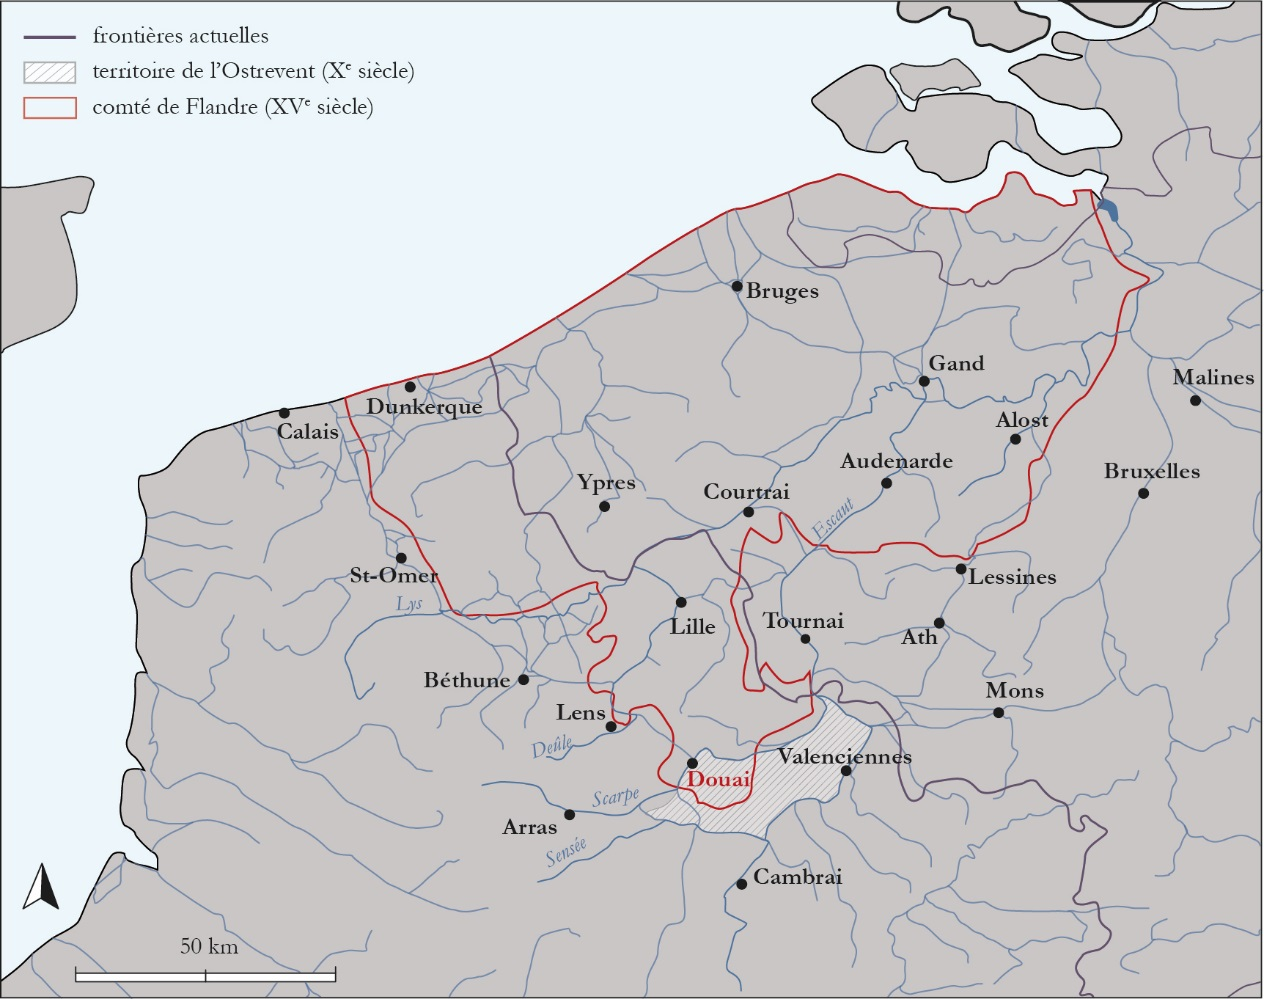 frontières actuelles
territoire de l’Ostrevent (Xᵉ siècle)
comté de Flandre (XVᵉ siècle)
Bruges
Gand
Malines
Dunkerque
Calais
Alost
Audenarde
Bruxelles
Ypres
Courtrai
Escaut
St-Omer
Lessines
Lys
Lille
Tournai
Ath
Béthune
Mons
Lens
Deûle
Valenciennes
Douai
Scarpe
Arras
Sensée
Cambrai
50 km